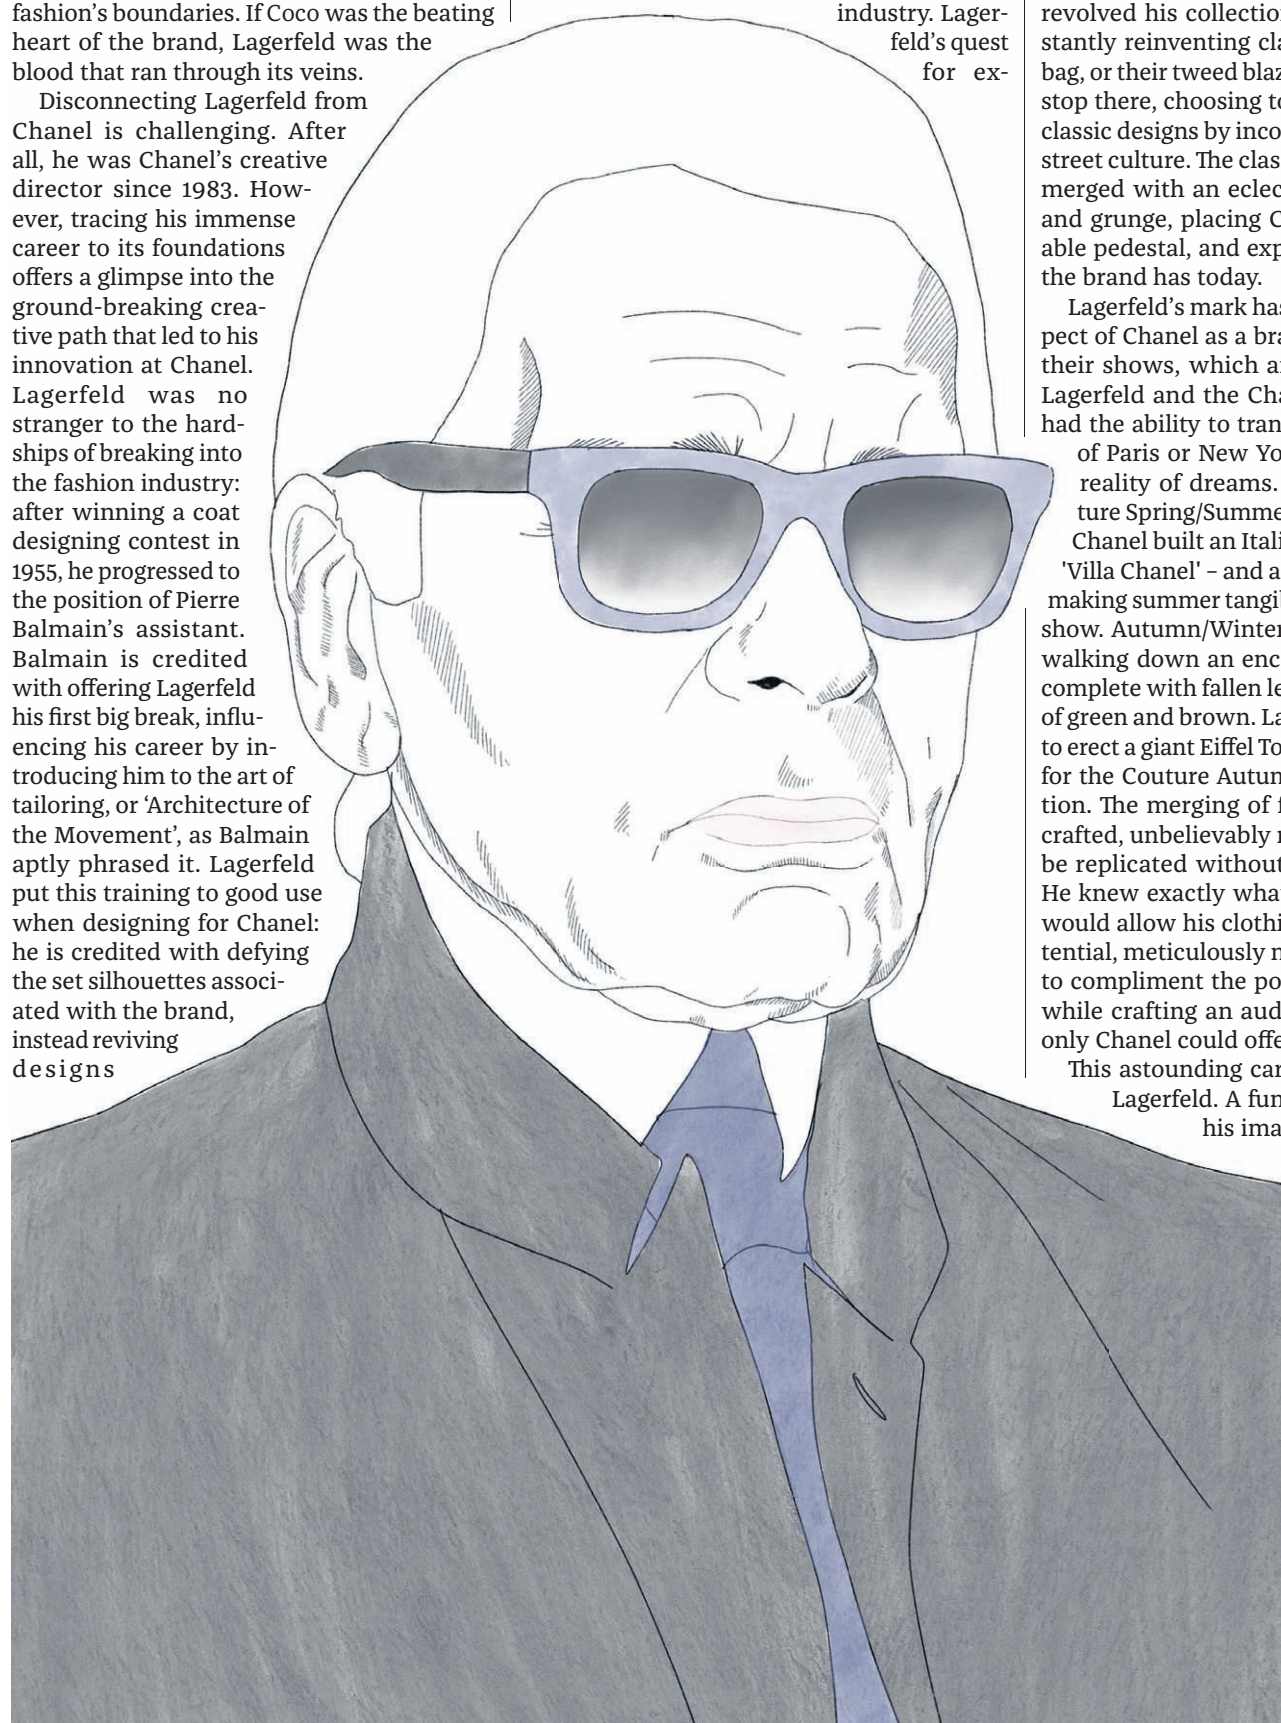 fashion's boundaries. If Coco was the beating
heart of the brand, Lagerfeld was the
blood that ran through its veins.
Disconnecting Lagerfeld from
Chanel is challenging. After
all, he was Chanel's creative
director since 1983. How-
ever, tracing his immense
career to its foundations
offers a glimpse into the
ground-breaking crea-
tive path that led to his
innovation at Chanel.
Lagerfeld was no
stranger to the hard-
ships of breaking into
the fashion industry:
after winning a coat
designing contest in
1955, he progressed to
the position of Pierre
Balmain's assistant.
Balmain is credited
with offering Lagerfeld
his first big break, influ-
encing his career by in-
troducing him to the art of
tailoring, or ‘Architecture of
the Movement’, as Balmain
aptly phrased it. Lagerfeld
put this training to good use
when designing for Chanel:
he is credited with defying
the set silhouettes associ-
ated with the brand,
instead reviving
designs
industry. Lager-
feld's quest
for ex-
revolved his collection
stantly reinventing cla
bag, or their tweed blaz
stop there, choosing to
classic designs by inco
street culture. The clas
merged with an eclec
and grunge, placing C
able pedestal, and exp
the brand has today.
Lagerfeld's mark has
pect of Chanel as a bra
their shows, which a
Lagerfeld and the Cha
had the ability to tran
of Paris or New Yo
reality of dreams.
ture Spring/Summe
Chanel built an Itali
'Villa Chanel' – and a
making summer tangi
show. Autumn/Winter
walking down an enc
complete with fallen le
of green and brown. La
to erect a giant Eiffel To
for the Couture Autum
tion. The merging of f
crafted, unbelievably
be replicated without
He knew exactly what
would allow his clothi
tential, meticulously
to compliment the po
while crafting an aud
only Chanel could offe
This astounding car
Lagerfeld. A fun
his ima